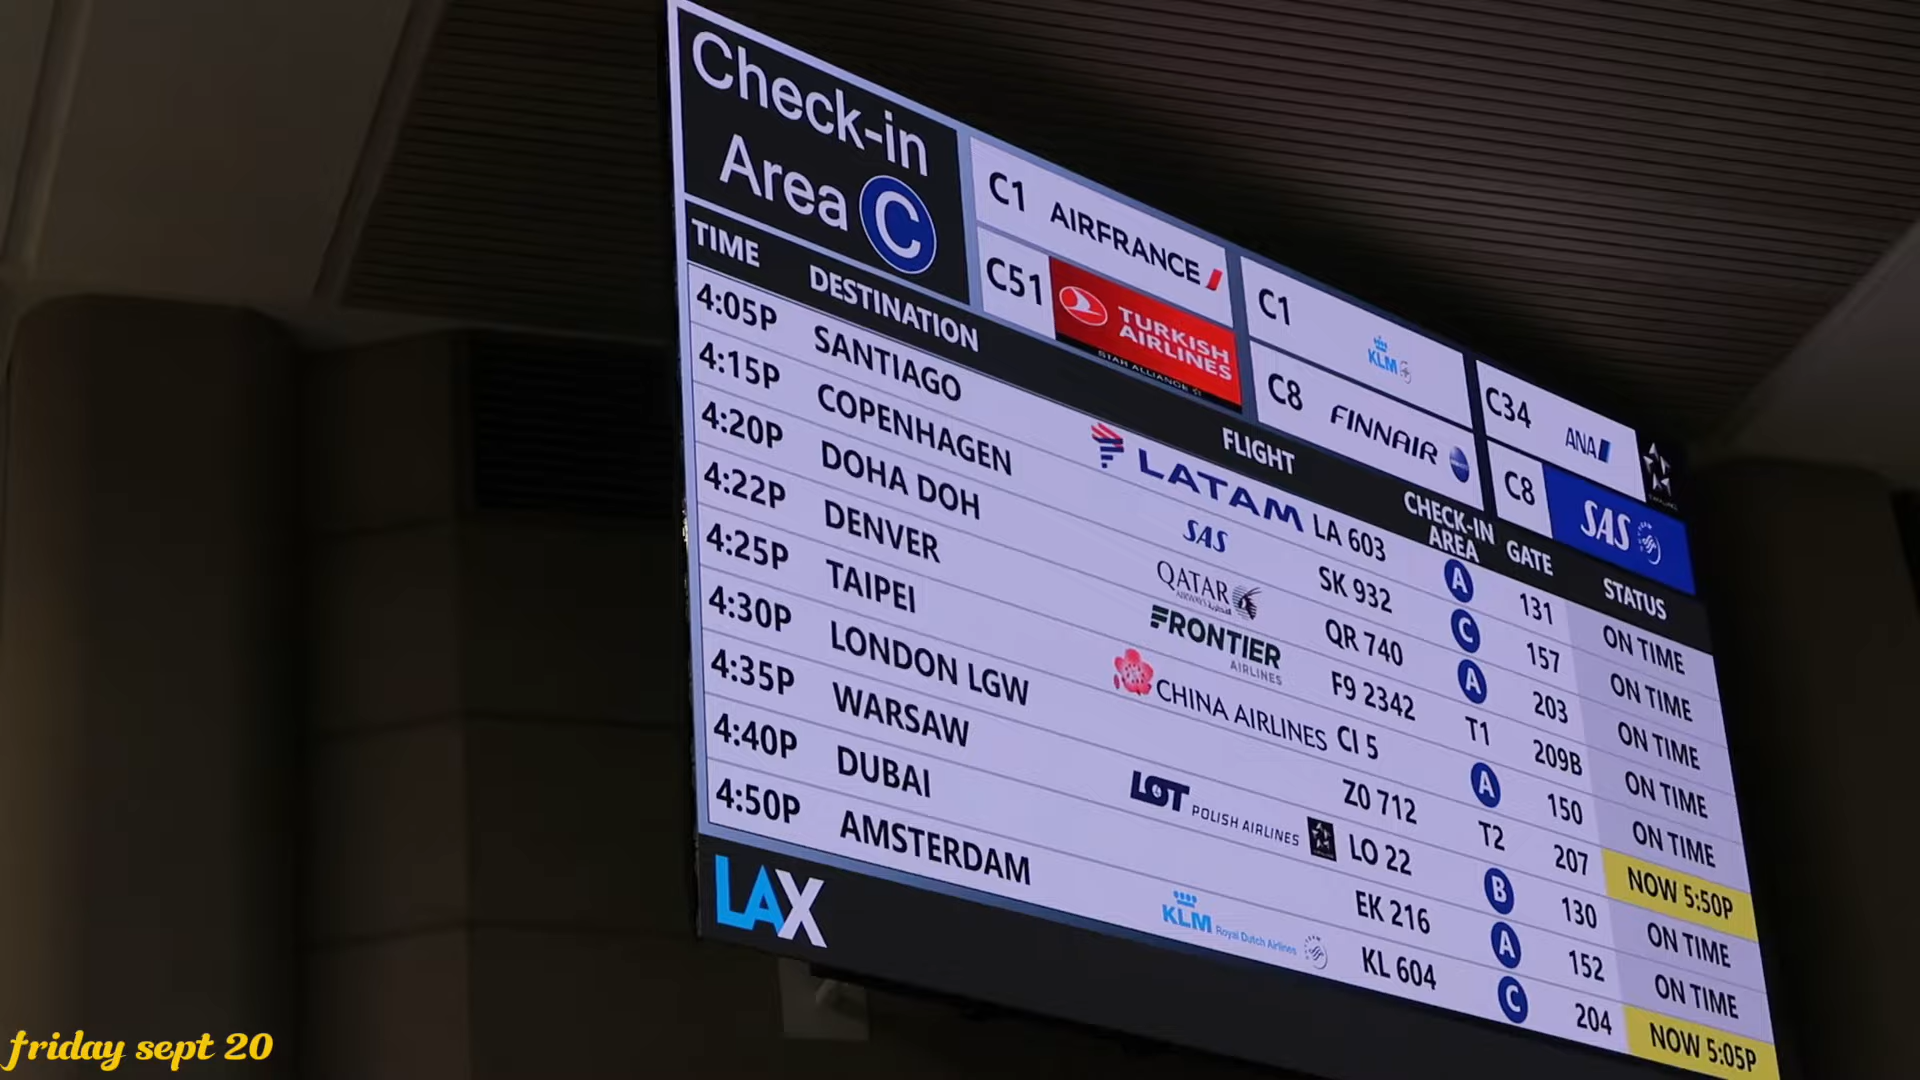 Check-in
Area C
C1 AIRFRANCE
C1 KLM
C34 ANA
C51 TURKISH AIRLINES
STAR ALLIANCE
C8 FINNAIR
C8 SAS
TIME DESTINATION FLIGHT CHECK-IN AREA GATE STATUS
4:05P SANTIAGO LATAM LA 603 A 131 ON TIME
4:15P COPENHAGEN SAS SK 932 C 157 ON TIME
4:20P DOHA DOH QATAR AIRWAYS القطرية QR 740 A 203 ON TIME
4:22P DENVER FRONTIER AIRLINES F9 2342 T1 209B ON TIME
4:25P TAIPEI CHINA AIRLINES CI 5 A 150 ON TIME
4:30P LONDON LGW Z0 712 T2 207 NOW 5:50P
4:35P WARSAW LOT POLISH AIRLINES LO 22 B 130 ON TIME
4:40P DUBAI EK 216 A 152 ON TIME
4:50P AMSTERDAM KLM Royal Dutch Airlines KL 604 C 204 NOW 5:05P
LAX
friday sept 20